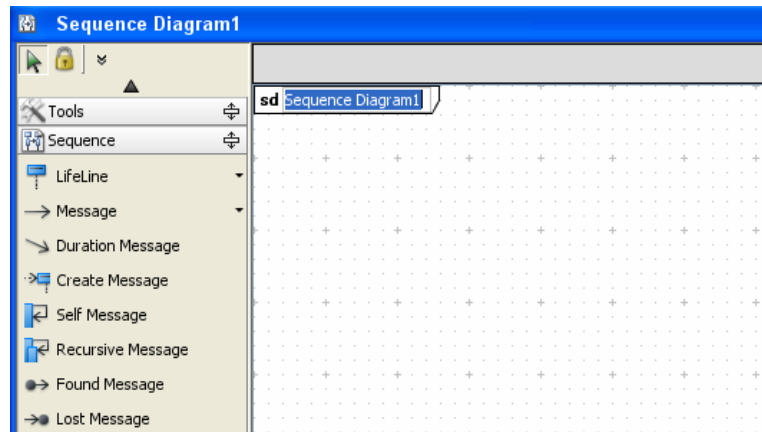 Sequence Diagram1
sd Sequence Diagram1
Tools
Sequence
LifeLine
Message
Duration Message
Create Message
Self Message
Recursive Message
Found Message
Lost Message